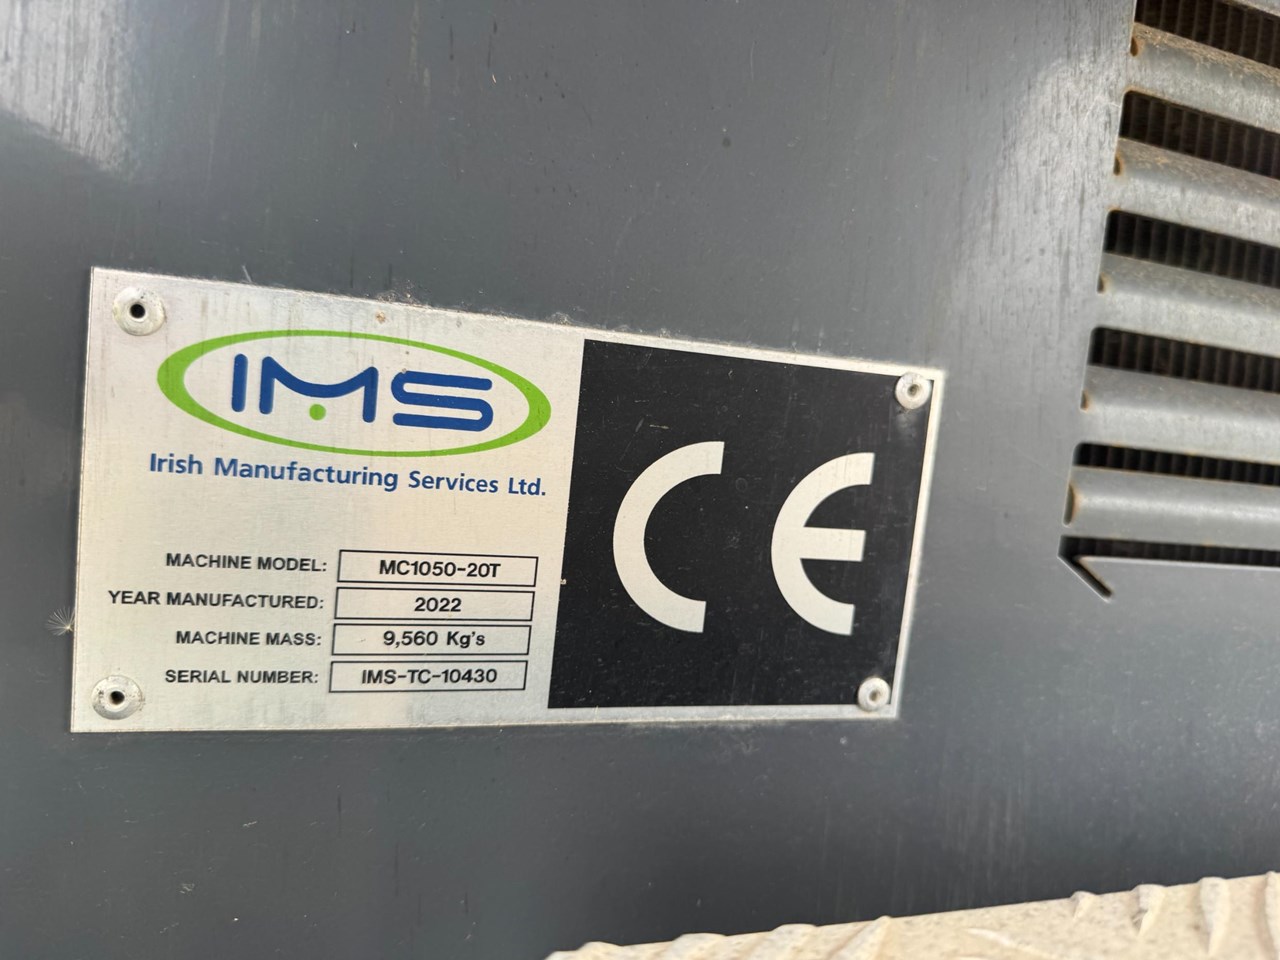 IMS
Irish Manufacturing Services Ltd.
MACHINE MODEL: MC1050-20T
YEAR MANUFACTURED: 2022
MACHINE MASS: 9,560 Kg's
SERIAL NUMBER: IMS-TC-10430
CE